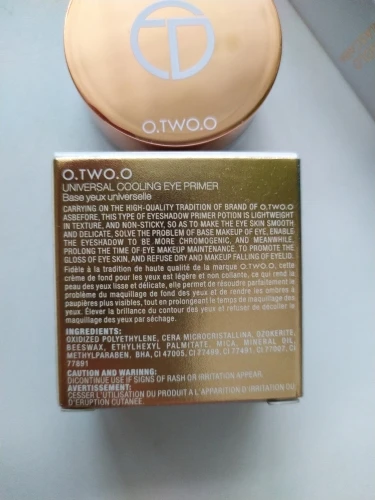 O.TWO.O
O.TWO.O
UNIVERSAL COOLING EYE PRIMER
Base yeux universelle
CARRYING ON THE HIGH-QUALITY TRADITION OF BRAND OF O.TWO.O
ASBEFORE, THIS TYPE OF EYESHADOW PRIMER POTION IS LIGHTWEIGHT
IN TEXTURE, AND NON-STICKY, SO AS TO MAKE THE EYE SKIN SMOOTH
AND DELICATE, SOLVE THE PROBLEM OF BASE MAKEUP OF EYE, ENABLE
THE EYESHADOW TO BE MORE CHROMOGENIC, AND MEANWHILE,
PROLONG THE TIME OF EYE MAKEUP MAINTENANCE. TO PROMOTE THE
GLOSS OF EYE SKIN, AND REFUSE DRY AND MAKEUP FALLING OF EYELID.
Fidèle à la tradition de haute qualité de la marque O.TWO.O, cette
crème de fond pour les yeux est légère et non collante, ce qui rend la
peau des yeux lisse et délicate, elle permet de résoudre parfaitement le
problème du maquillage de fond des yeux et de rendre les ombres à
paupières plus visibles, tout en prolongeant le temps de maquillage des
yeux. Élever la brillance du contour des yeux et refuser de décoller le
maquillage des yeux par séchage.
INGREDIENTS:
OXIDIZED POLYETHYLENE, CERA MICROCRISTALLINA, OZOKERITE,
BEESWAX, ETHYLHEXYL PALMITATE, MICA, MINERAL OIL,
METHYLPARABEN, BHA, CI 47005, CI 77499, CI 77491, CI 77007, CI
77891
CAUTION AND WARINNG:
DICONTINUE USE IF SIGNS OF RASH OR IRRITATION APPEAR.
AVERTISSEMENT:
CESSER L'UTILISATION DU PRODUIT A L'APPARITION D'IRRITATION OU
D'ERUPTION CUTANEE.